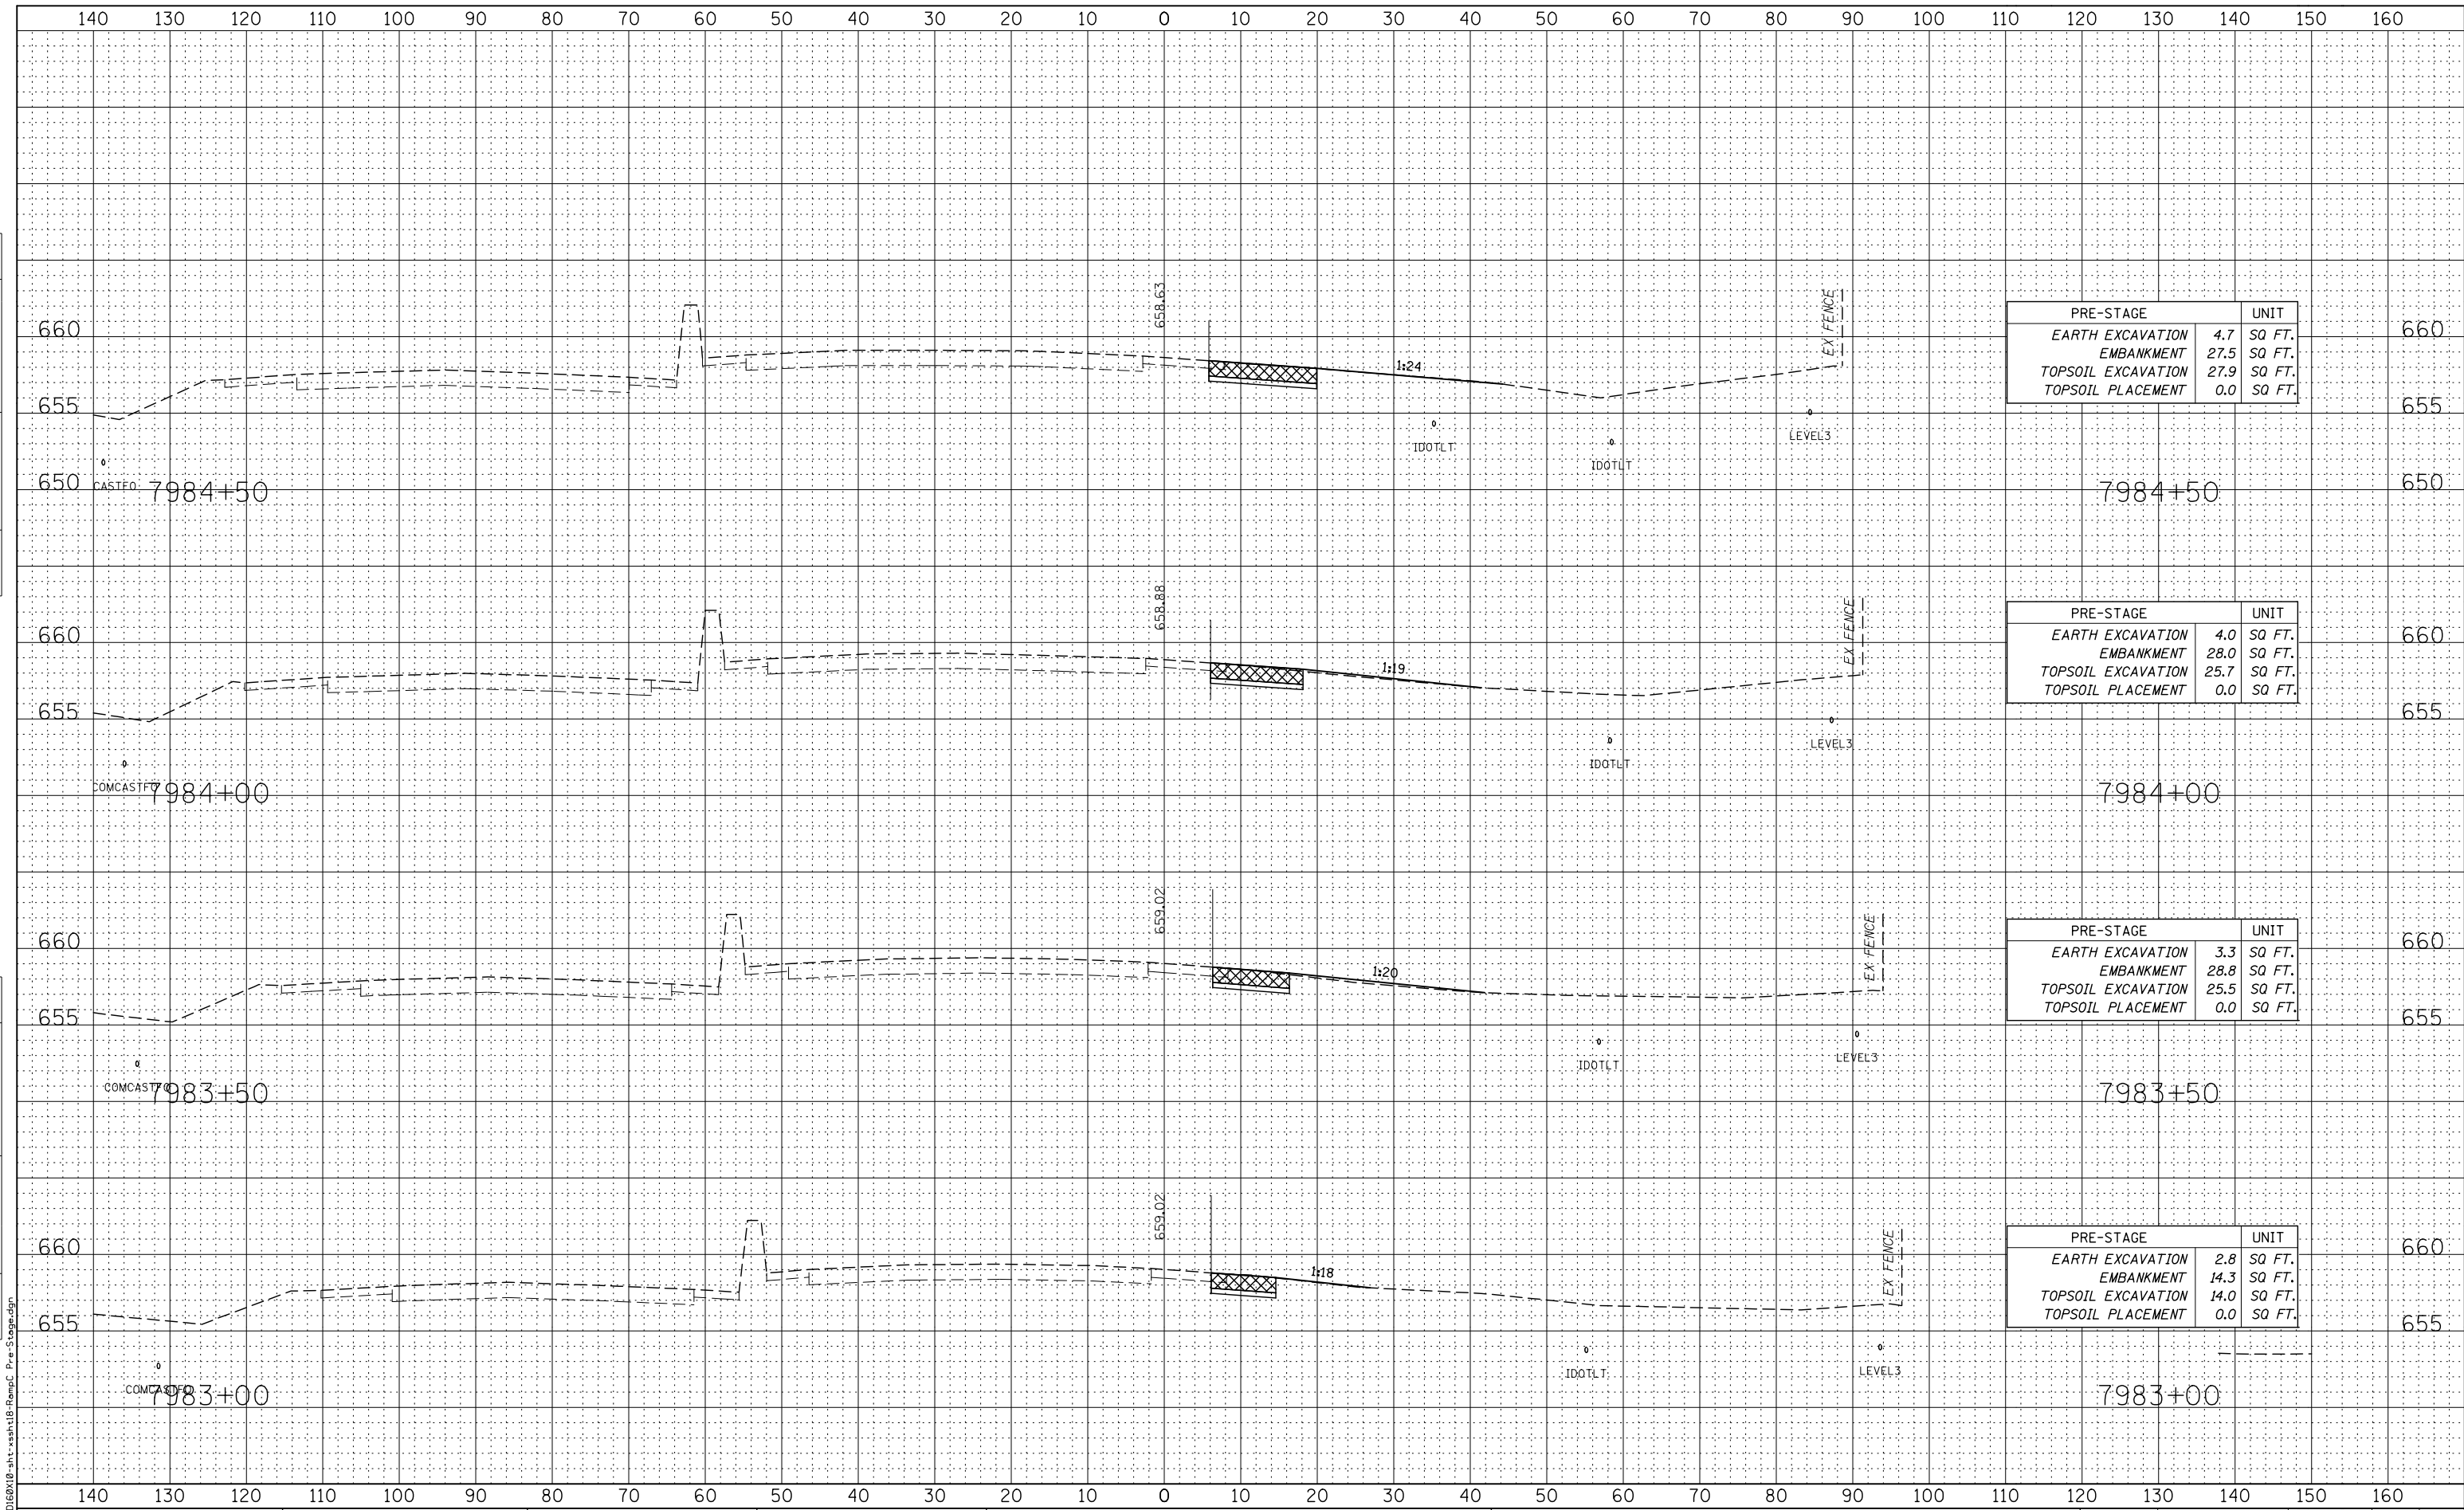 140 130 120 110 100 90 80 70 60 50 40 30 20 10 0 10 20 30 40 50 60 70 80 90 100 110 120 130 140 150 160
658.63
EX FENCE
PRE-STAGE UNIT
660 EARTH EXCAVATION 4.7 SQ FT. 660
EMBANKMENT 27.5 SQ FT.
1:24
TOPSOIL EXCAVATION 27.9 SQ FT.
TOPSOIL PLACEMENT 0.0 SQ FT.
655 655
IDOTLT IDOTLT LEVEL3
650 CASTFO 7984+50 7984+50 650
658.88
EX FENCE
PRE-STAGE UNIT
660 EARTH EXCAVATION 4.0 SQ FT. 660
EMBANKMENT 28.0 SQ FT.
1:19
TOPSOIL EXCAVATION 25.7 SQ FT.
TOPSOIL PLACEMENT 0.0 SQ FT.
655 655
IDOTLT LEVEL3
COMCASTFO 7984+00 7984+00
659.02
EX FENCE
PRE-STAGE UNIT
660 EARTH EXCAVATION 3.3 SQ FT. 660
EMBANKMENT 28.8 SQ FT.
1:20
TOPSOIL EXCAVATION 25.5 SQ FT.
TOPSOIL PLACEMENT 0.0 SQ FT.
655 655
IDOTLT LEVEL3
COMCASTFO 7983+50 7983+50
659.02
EX FENCE
PRE-STAGE UNIT
660 EARTH EXCAVATION 2.8 SQ FT. 660
EMBANKMENT 14.3 SQ FT.
1:18
TOPSOIL EXCAVATION 14.0 SQ FT.
TOPSOIL PLACEMENT 0.0 SQ FT.
655 655
IDOTLT LEVEL3
COMCASTFO 7983+00 7983+00
D160X10-sht-xssht18-RampC Pre-Stage.dgn
140 130 120 110 100 90 80 70 60 50 40 30 20 10 0 10 20 30 40 50 60 70 80 90 100 110 120 130 140 150 160